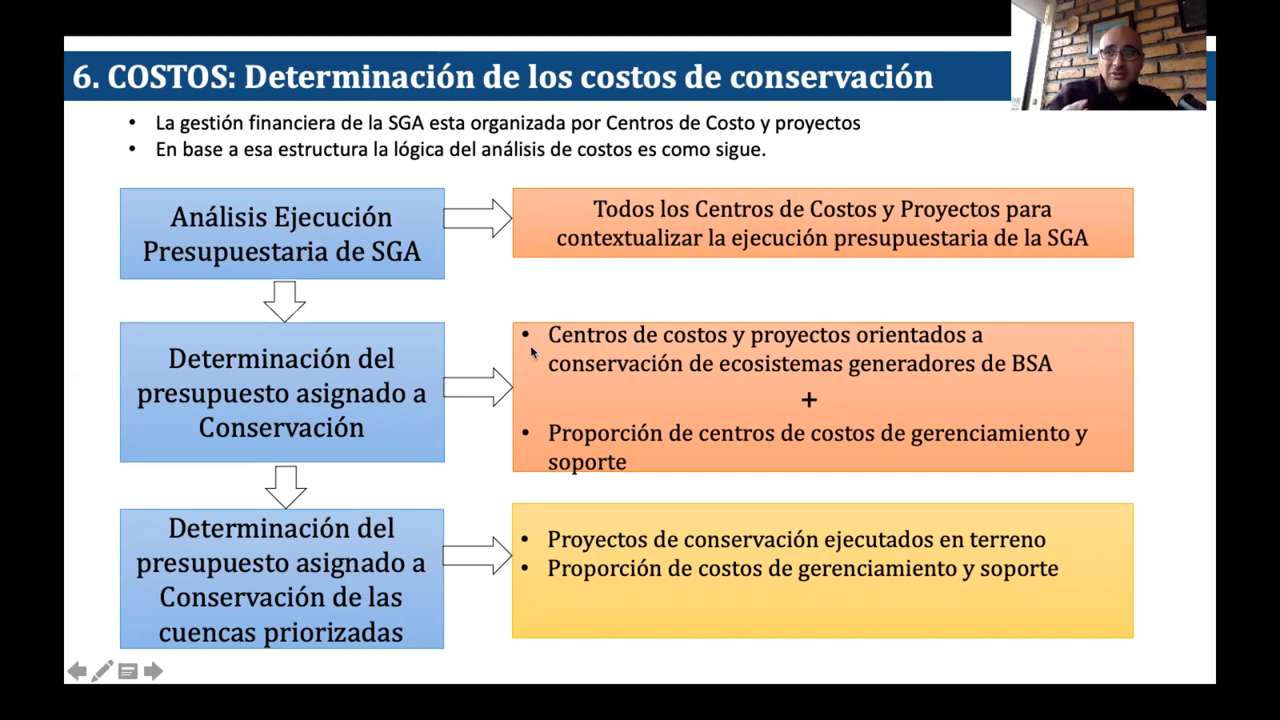 6. COSTOS: Determinación de los costos de conservación
• La gestión financiera de la SGA esta organizada por Centros de Costo y proyectos
• En base a esa estructura la lógica del análisis de costos es como sigue.
Análisis Ejecución
Presupuestaria de SGA
Todos los Centros de Costos y Proyectos para
contextualizar la ejecución presupuestaria de la SGA
Determinación del
presupuesto asignado a
Conservación
• Centros de costos y proyectos orientados a
conservación de ecosistemas generadores de BSA
+
• Proporción de centros de costos de gerenciamiento y
soporte
Determinación del
presupuesto asignado a
Conservación de las
cuencas priorizadas
• Proyectos de conservación ejecutados en terreno
• Proporción de costos de gerenciamiento y soporte